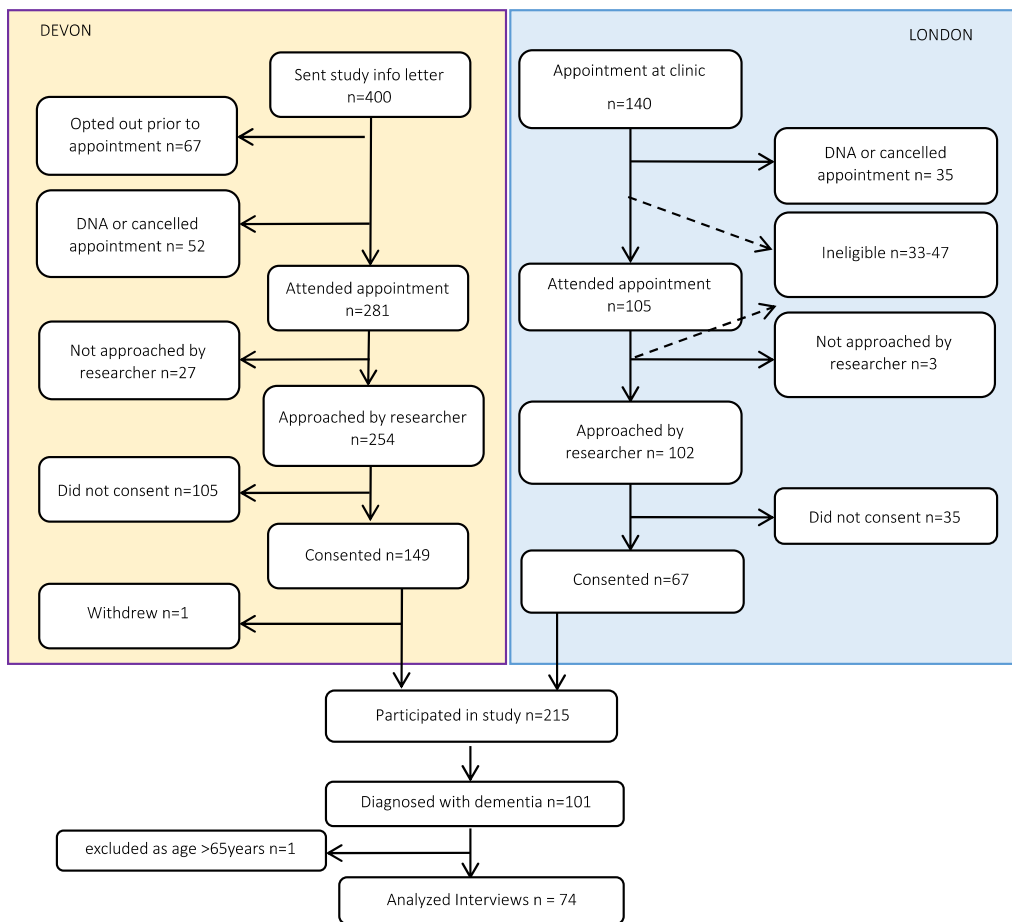 DEVON
Sent study info letter
n=400
Opted out prior to
appointment n=67
DNA or cancelled
appointment n= 52
Attended appointment
n=281
Not approached by
researcher n=27
Approached by researcher
n=254
Did not consent n=105
Consented n=149
Withdrew n=1
LONDON
Appointment at clinic
n=140
DNA or cancelled
appointment n= 35
Ineligible n=33-47
Attended appointment
n=105
Not approached by
researcher n=3
Approached by
researcher n= 102
Did not consent n=35
Consented n=67
Participated in study n=215
Diagnosed with dementia n=101
excluded as age >65years n=1
Analyzed Interviews n = 74